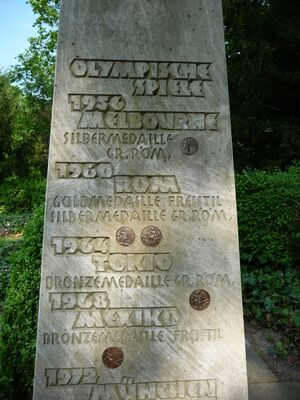 OLYMPISCHE
SPIELE
1956
MELBOURNE
SILBERMEDAILLE
GR. RÖM.
1960
ROM
GOLDMEDAILLE FREISTIL
SILBERMEDAILLE GR. RÖM.
1964
TOKIO
BRONZEMEDAILLE GR. RÖM.
1968
MEXIKO
BRONZEMEDAILLE FREISTIL
1972
MÜNCHEN